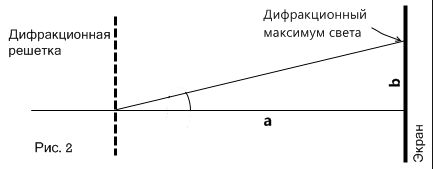 Дифракционный
максимум света
Дифракционная
решетка
b
a
Рис. 2
Экран